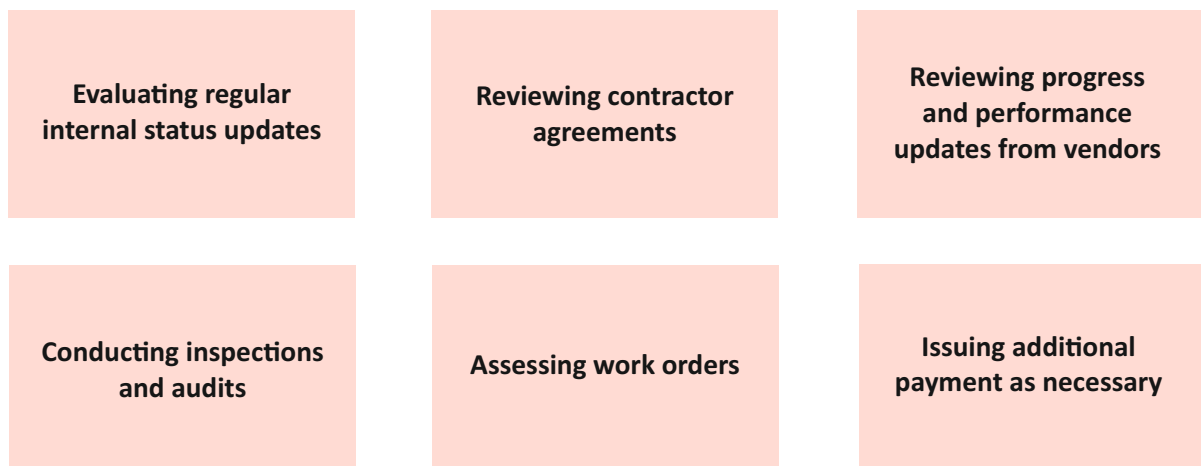 Evaluating regular
internal status updates
Reviewing contractor
agreements
Reviewing progress
and performance
updates from vendors
Conducting inspections
and audits
Assessing work orders
Issuing additional
payment as necessary